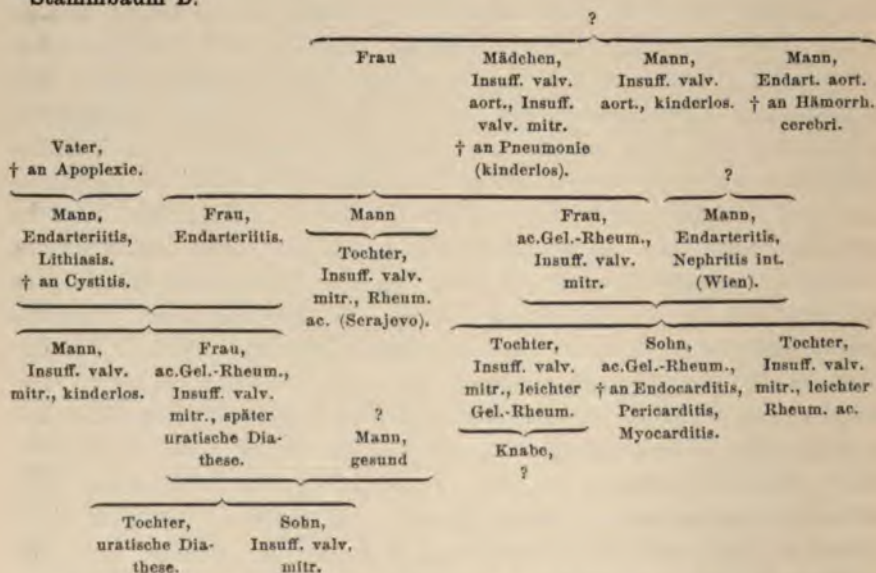 Stammbaum B.
?
Frau
Mädchen,
Insuff. valv.
aort., Insuff.
valv. mitr.
† an Pneumonie
(kinderlos).
Mann,
Insuff. valv.
aort., kinderlos.
Mann,
Endart. aort.
† an Hämorrh.
cerebri.
Vater,
† an Apoplexie.
?
Mann,
Endarteriitis,
Lithiasis.
† an Cystitis.
Frau,
Endarteriitis.
Mann
Tochter,
Insuff. valv.
mitr., Rheum.
ac. (Serajevo).
Frau,
ac.Gel.-Rheum.,
Insuff. valv.
mitr.
Mann,
Endarteritis,
Nephritis int.
(Wien).
Mann,
Insuff. valv.
mitr., kinderlos.
Frau,
ac.Gel.-Rheum.,
Insuff. valv.
mitr., später
uratische Dia-
these.
?
Mann,
gesund
Tochter,
Insuff. valv.
mitr., leichter
Gel.-Rheum.
Knabe,
?
Sohn,
ac.Gel.-Rheum.,
† an Endocarditis,
Pericarditis,
Myocarditis.
Tochter,
Insuff. valv.
mitr., leichter
Rheum. ac.
Tochter,
uratische Dia-
these.
Sohn,
Insuff. valv.
mitr.